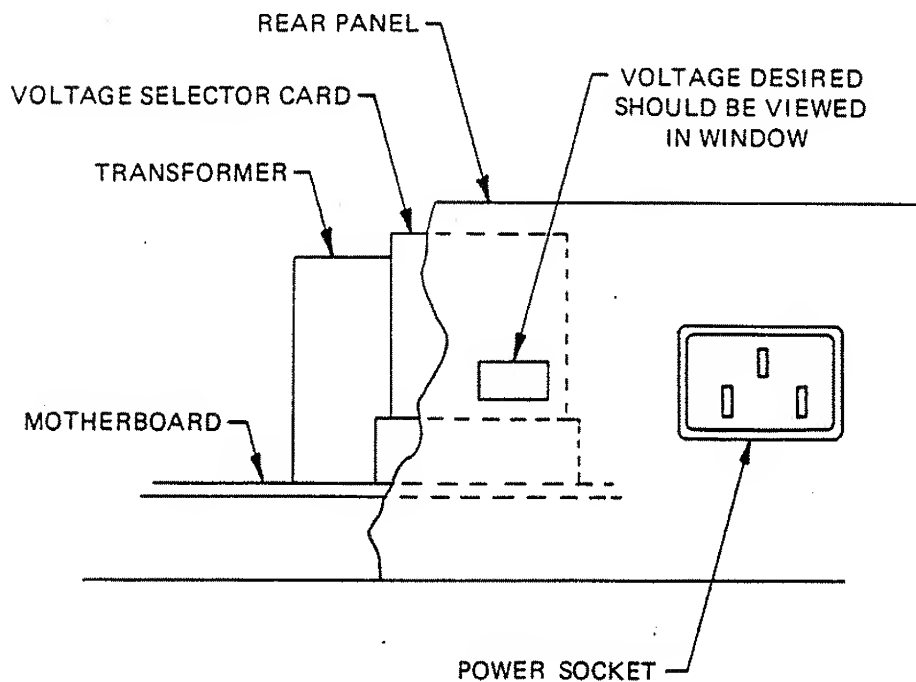 REAR PANEL
VOLTAGE SELECTOR CARD
VOLTAGE DESIRED
SHOULD BE VIEWED
IN WINDOW
TRANSFORMER
MOTHERBOARD
POWER SOCKET